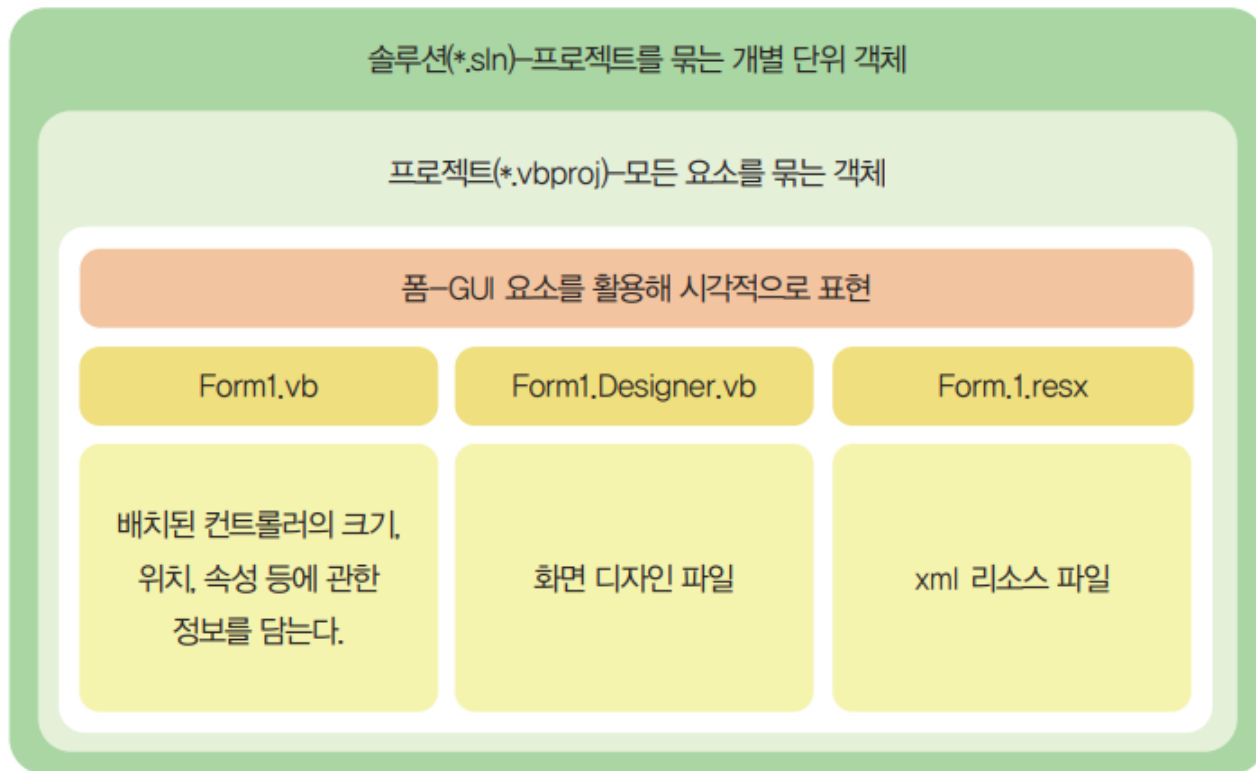 솔루션(*.sln)-프로젝트를 묶는 개별 단위 객체
프로젝트(*.vbproj)-모든 요소를 묶는 객체
폼-GUI 요소를 활용해 시각적으로 표현
Form1.vb
Form1.Designer.vb
Form.1.resx
배치된 컨트롤러의 크기,
위치, 속성 등에 관한
정보를 담는다.
화면 디자인 파일
xml 리소스 파일